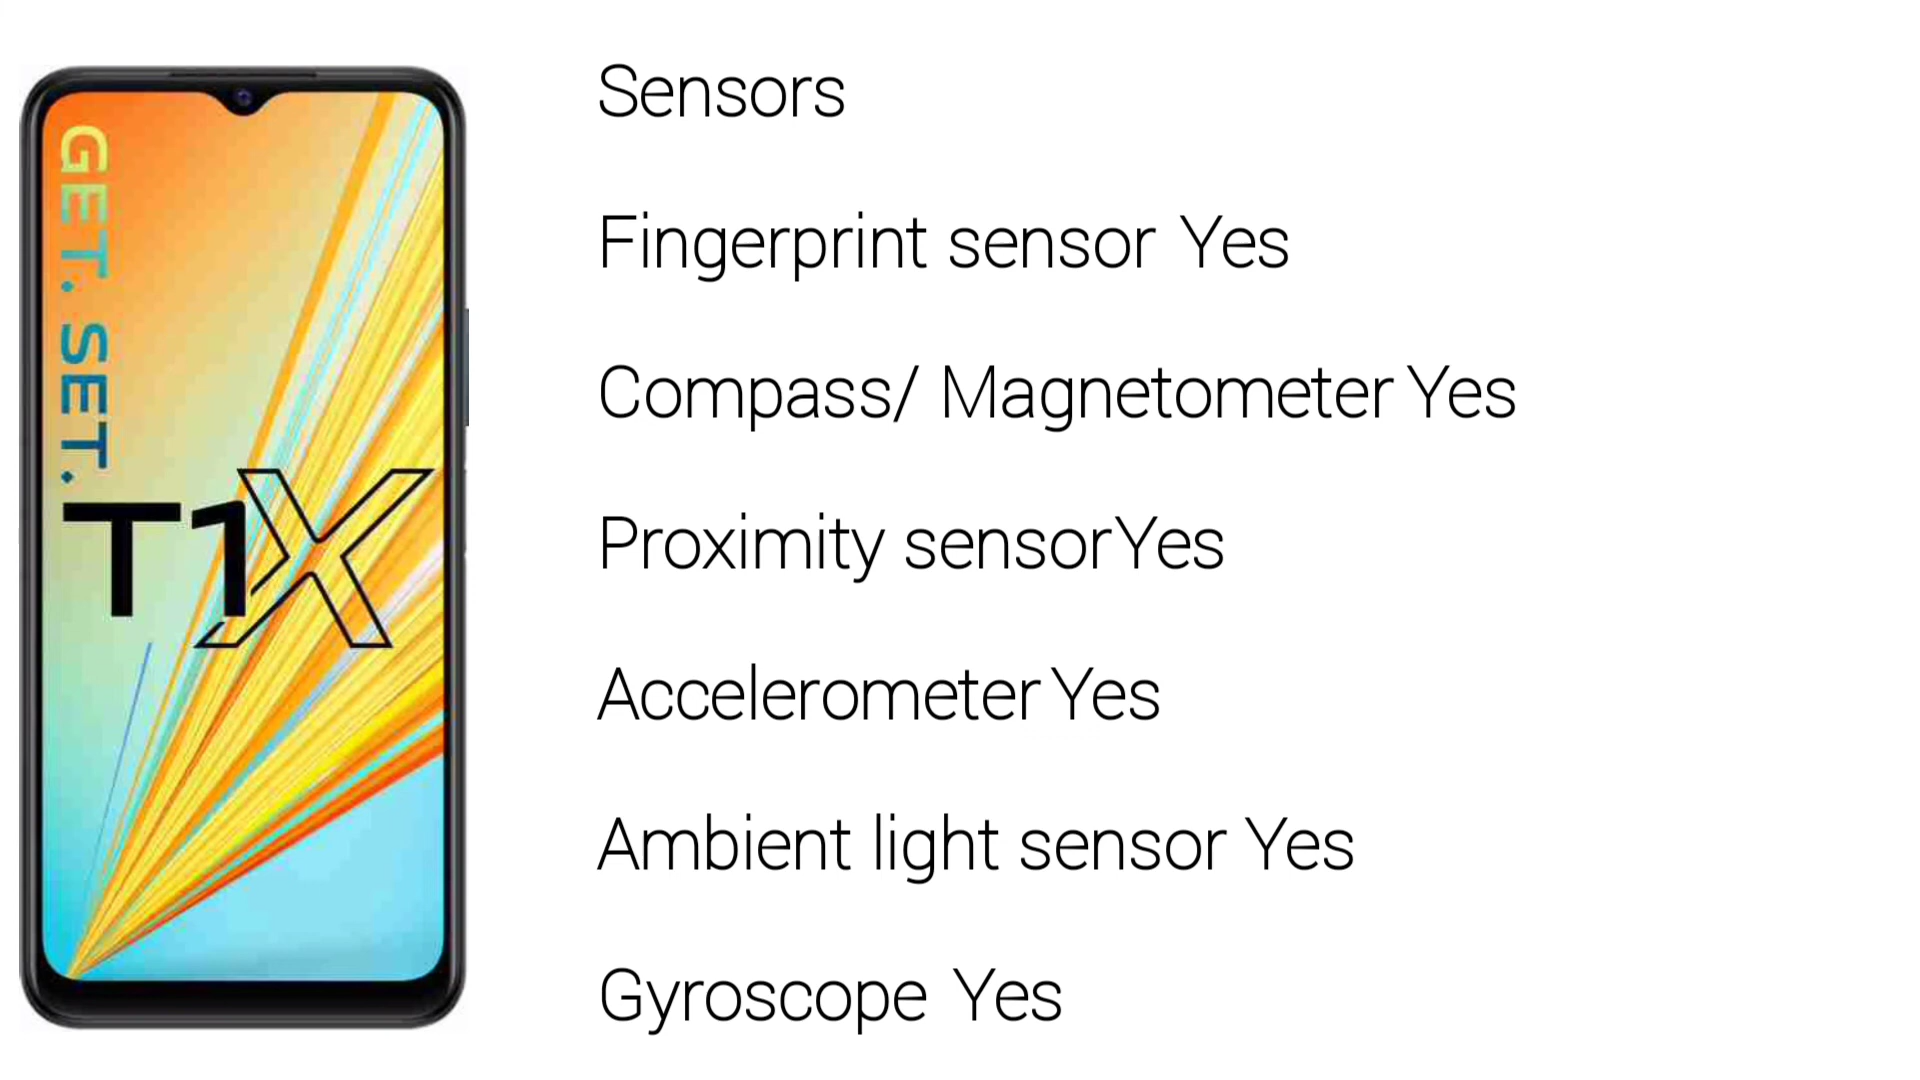 GET. SET.
T1X
Sensors
Fingerprint sensor Yes
Compass/ Magnetometer Yes
Proximity sensorYes
Accelerometer Yes
Ambient light sensor Yes
Gyroscope Yes